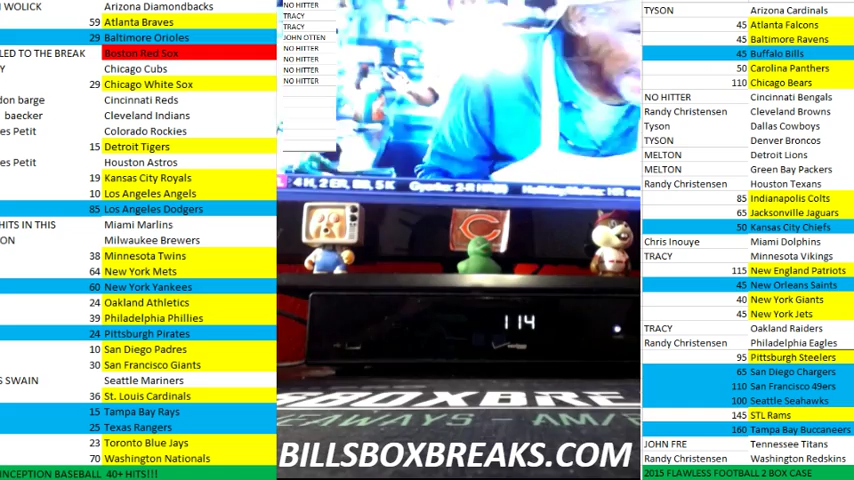 WOLICK Arizona Diamondbacks
59 Atlanta Braves
29 Baltimore Orioles
LED TO THE BREAK Boston Red Sox
Y Chicago Cubs
29 Chicago White Sox
don barge Cincinnati Reds
baecker Cleveland Indians
es Petit Colorado Rockies
15 Detroit Tigers
es Petit Houston Astros
19 Kansas City Royals
10 Los Angeles Angels
85 Los Angeles Dodgers
HITS IN THIS Miami Marlins
ON Milwaukee Brewers
38 Minnesota Twins
64 New York Mets
60 New York Yankees
24 Oakland Athletics
39 Philadelphia Phillies
24 Pittsburgh Pirates
10 San Diego Padres
30 San Francisco Giants
S SWAIN Seattle Mariners
36 St. Louis Cardinals
15 Tampa Bay Rays
25 Texas Rangers
23 Toronto Blue Jays
70 Washington Nationals
INCEPTION BASEBALL 40+ HITS!!!
NO HITTER
TRACY
TRACY
JOHN OTTEN
NO HITTER
NO HITTER
NO HITTER
NO HITTER
4 H, 2 ER, BB, 5 K
114
BOXBRE
EAWAYS - AM/F
BILLSBOXBREAKS.COM
TYSON Arizona Cardinals
45 Atlanta Falcons
45 Baltimore Ravens
45 Buffalo Bills
50 Carolina Panthers
110 Chicago Bears
NO HITTER Cincinnati Bengals
Randy Christensen Cleveland Browns
Tyson Dallas Cowboys
TYSON Denver Broncos
MELTON Detroit Lions
MELTON Green Bay Packers
Randy Christensen Houston Texans
85 Indianapolis Colts
65 Jacksonville Jaguars
50 Kansas City Chiefs
Chris Inouye Miami Dolphins
TRACY Minnesota Vikings
115 New England Patriots
45 New Orleans Saints
40 New York Giants
45 New York Jets
TRACY Oakland Raiders
Randy Christensen Philadelphia Eagles
95 Pittsburgh Steelers
65 San Diego Chargers
110 San Francisco 49ers
100 Seattle Seahawks
145 STL Rams
160 Tampa Bay Buccaneers
JOHN FRE Tennessee Titans
Randy Christensen Washington Redskins
2015 FLAWLESS FOOTBALL 2 BOX CASE